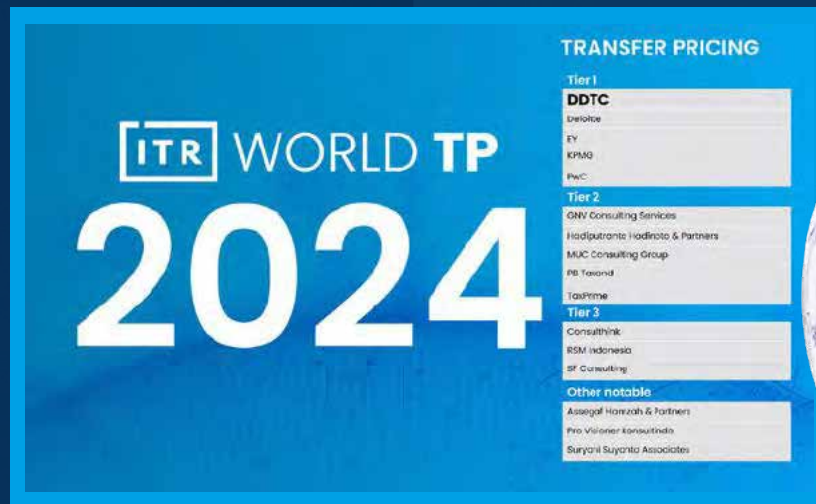 ITR WORLD TP
2024
TRANSFER PRICING
Tier 1
DDTC
Deloitte
EY
KPMG
PwC
Tier 2
GNV Consulting Services
Hadiputranto Hadinoto & Partners
MUC Consulting Group
PB Taxand
TaxPrime
Tier 3
Consulthink
RSM Indonesia
SF Consulting
Other notable
Assegaf Hamzah & Partners
Pro Visioner Konsultindo
Suryani Suyanto Associates